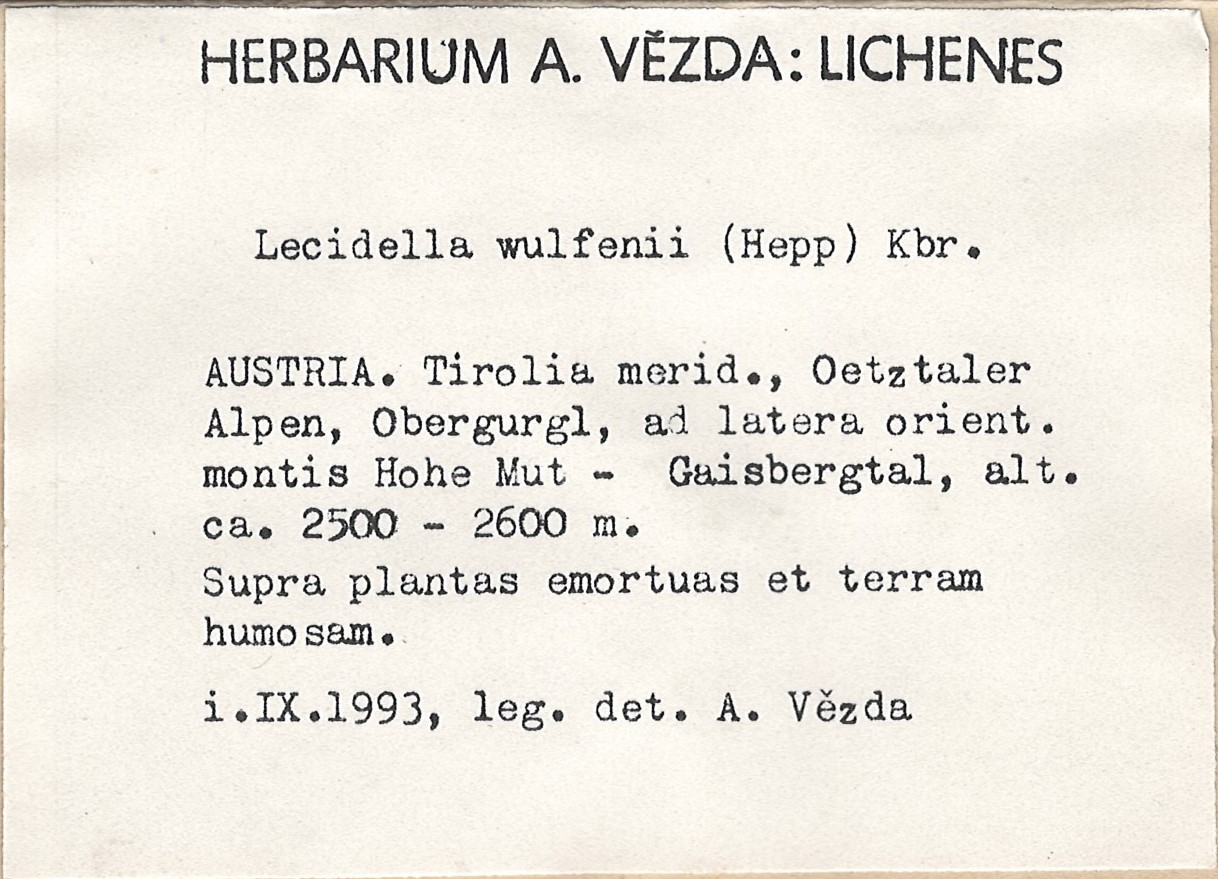 HERBARIUM A. VĚZDA: LICHENES
Lecidella wulfenii (Hepp) Kbr.
AUSTRIA. Tirolia merid., Oetztaler
Alpen, Obergurgl, ad latera orient.
montis Hohe Mut - Gaisbergtal, alt.
ca. 2500 - 2600 m.
Supra plantas emortuas et terram
humosam.
i.IX.1993, leg. det. A. Vězda